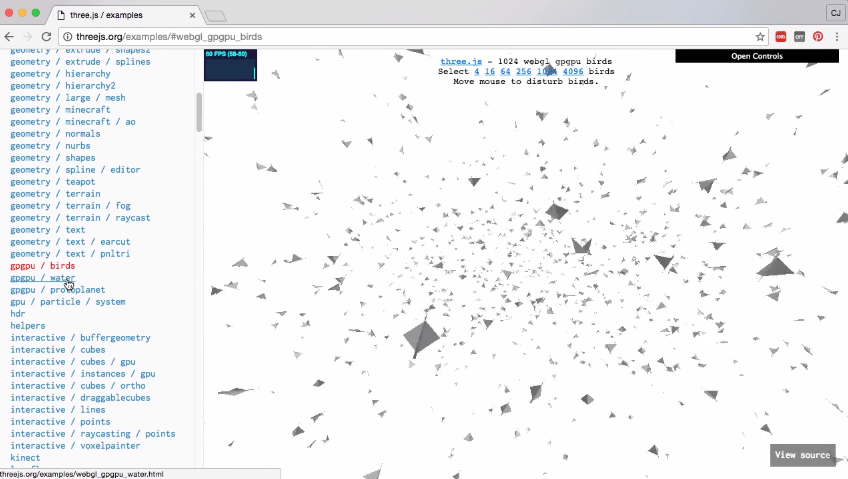 three.js / examples
CJ
threejs.org/examples/#webgl_gpgpu_birds
geometry / extrude / shapes2
geometry / extrude / splines
geometry / hierarchy
geometry / hierarchy2
geometry / large / mesh
geometry / minecraft
geometry / minecraft / ao
geometry / normals
geometry / nurbs
geometry / shapes
geometry / spline / editor
geometry / teapot
geometry / terrain
geometry / terrain / fog
geometry / terrain / raycast
geometry / text
geometry / text / earcut
geometry / text / pnltri
gpgpu / birds
gpgpu / water
gpgpu / protoplanet
gpu / particle / system
hdr
helpers
interactive / buffergeometry
interactive / cubes
interactive / cubes / gpu
interactive / instances / gpu
interactive / cubes / ortho
interactive / draggablecubes
interactive / lines
interactive / points
interactive / raycasting / points
interactive / voxelpainter
kinect
threejs.org/examples/webgl_gpgpu_water.html
60 FPS (58-60)
three.js - 1024 webgl gpgpu birds
Select 4 16 64 256 1024 4096 birds
Move mouse to disturb birds.
Open Controls
View source